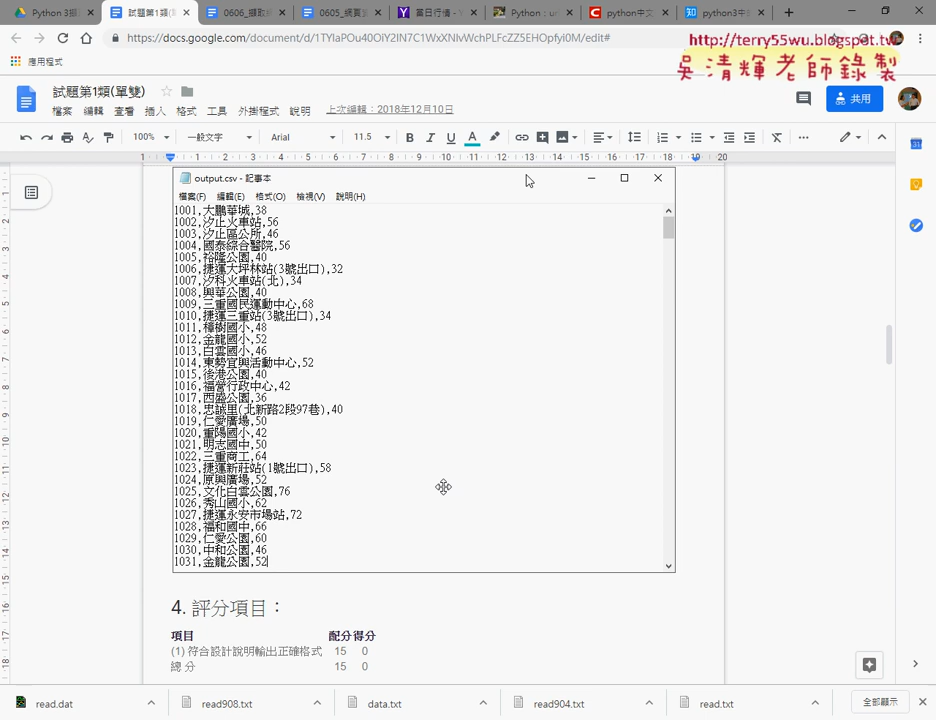 Python 3擷
試題第1類(單
0606_擷取
0605_網頁
當日行情 - Y
Python：ur
python中文
python3中
https://docs.google.com/document/d/1TYlaPOu40OiY2IN7C1WxXNIvWchPLFcZZ5EHOpfyi0M/edit#
http://terry55wu.blogspot.tw
吳清輝老師錄製
應用程式
試題第1類(單雙)
檔案 編輯 查看 插入 格式 工具 外掛程式 說明 上次編輯：2018年12月10日
共用
100% 一般文字 Arial 11.5 B I U A
output.csv - 記事本
檔案(F) 編輯(E) 格式(O) 檢視(V) 說明(H)
1001,大鵬華城,38
1002,汐止火車站,56
1003,汐止區公所,46
1004,國泰綜合醫院,56
1005,裕隆公園,40
1006,捷運大坪林站(3號出口),32
1007,汐科火車站(北),34
1008,興華公園,40
1009,三重國民運動中心,68
1010,捷運三重站(3號出口),34
1011,樟樹國小,48
1012,金龍國小,52
1013,白雲國小,46
1014,東勢宜興活動中心,52
1015,後港公園,40
1016,福營行政中心,42
1017,西盛公園,36
1018,忠誠里(北新路2段97巷),40
1019,仁愛廣場,50
1020,重陽國小,42
1021,明志國中,50
1022,三重商工,64
1023,捷運新莊站(1號出口),58
1024,原興廣場,52
1025,文化白雲公園,76
1026,秀山國小,62
1027,捷運永安市場站,72
1028,福和國中,66
1029,仁愛公園,60
1030,中和公園,46
1031,金龍公園,52
4. 評分項目：
項目 配分 得分
(1) 符合設計說明輸出正確格式 15 0
總 分 15 0
read.dat
read908.txt
data.txt
read904.txt
read.txt
全部顯示